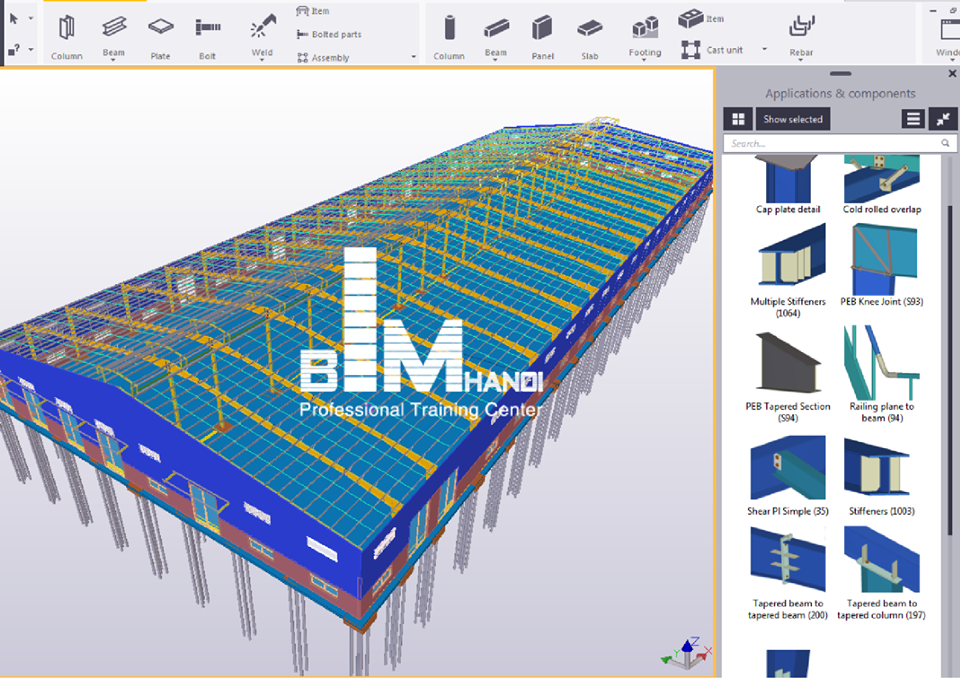 Item
Bolted parts
Assembly
Column
Beam
Plate
Bolt
Weld
Column
Beam
Panel
Slab
Footing
Item
Cast unit
Rebar
Windo
Applications & components
Show selected
Search...
Cap plate detail
Cold rolled overlap
Multiple Stiffeners
(1064)
PEB Knee Joint (S93)
PEB Tapered Section
(S94)
Railing plane to
beam (94)
Shear Pl Simple (35)
Stiffeners (1003)
Tapered beam to
tapered beam (200)
Tapered beam to
tapered column (197)
BIM HANOI
Professional Training Center
Z
Y
X